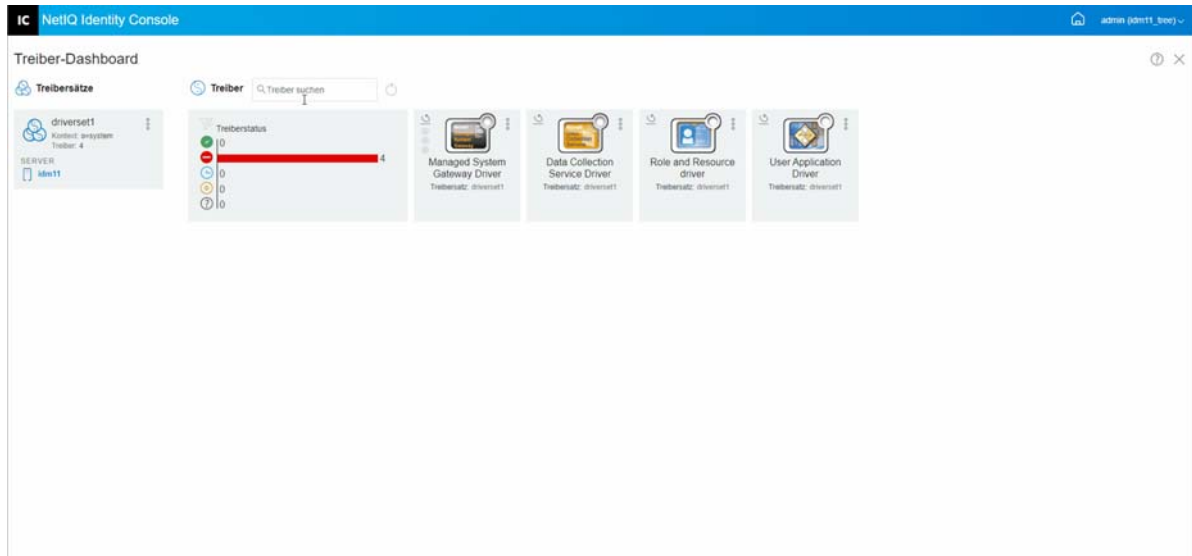 IC NetIQ Identity Console
admin (idm11_tree)
Treiber-Dashboard
Treibersätze
Treiber
Treiber suchen
driverset1
Kontext: o=system
Treiber: 4
SERVER
idm11
Treiberstatus
0
4
0
0
0
Managed System
Gateway Driver
Treibersatz: driverset1
Data Collection
Service Driver
Treibersatz: driverset1
Role and Resource
driver
Treibersatz: driverset1
User Application
Driver
Treibersatz: driverset1